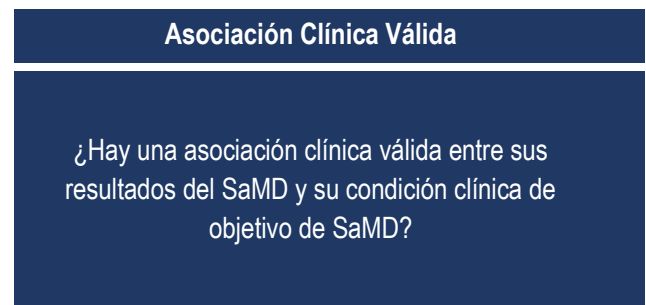 Asociación Clínica Válida
¿Hay una asociación clínica válida entre sus
resultados del SaMD y su condición clínica de
objetivo de SaMD?